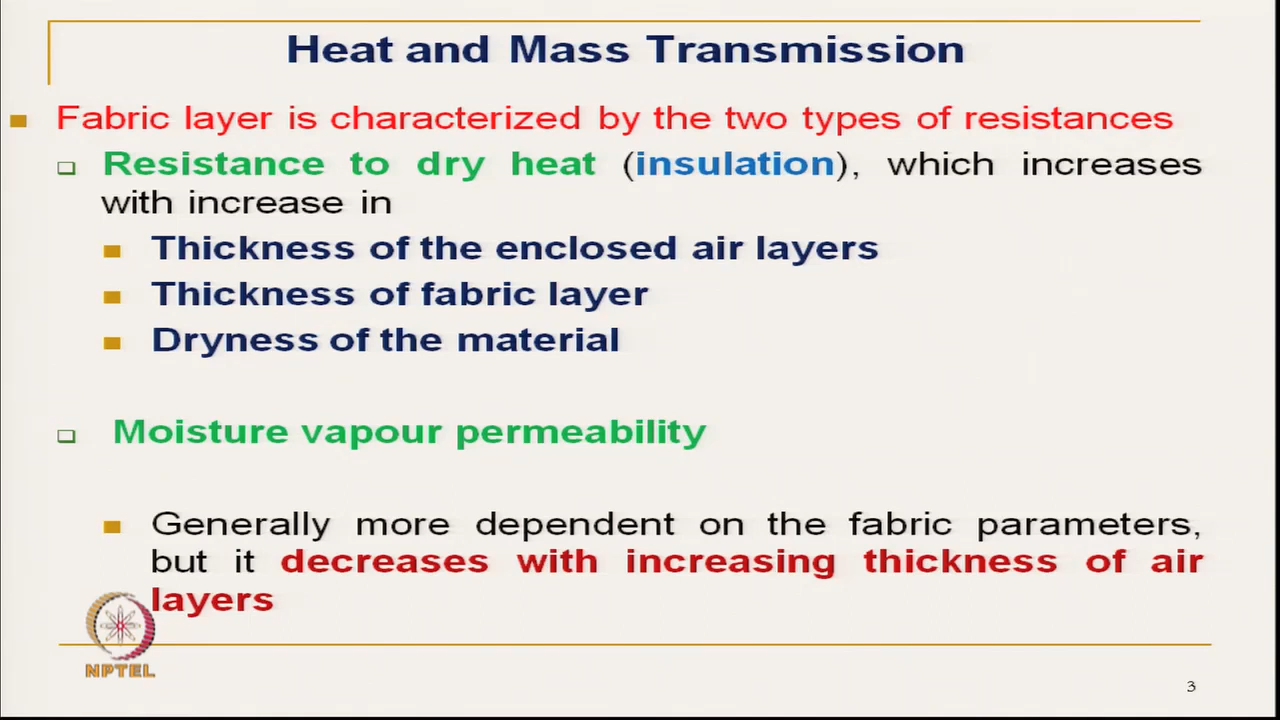 Heat and Mass Transmission
Fabric layer is characterized by the two types of resistances
Resistance to dry heat (insulation), which increases
with increase in
Thickness of the enclosed air layers
Thickness of fabric layer
Dryness of the material
Moisture vapour permeability
Generally more dependent on the fabric parameters,
but it decreases with increasing thickness of air
layers
NPTEL
3